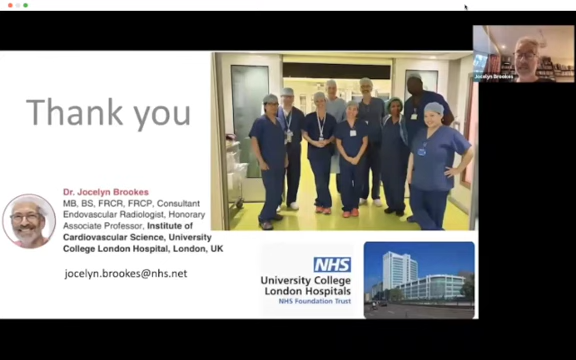 Jocelyn Brookes
Thank you
Dr. Jocelyn Brookes
MB, BS, FRCR, FRCP, Consultant
Endovascular Radiologist, Honorary
Associate Professor, Institute of
Cardiovascular Science, University
College London Hospital, London, UK
jocelyn.brookes@nhs.net
NHS
University College
London Hospitals
NHS Foundation Trust